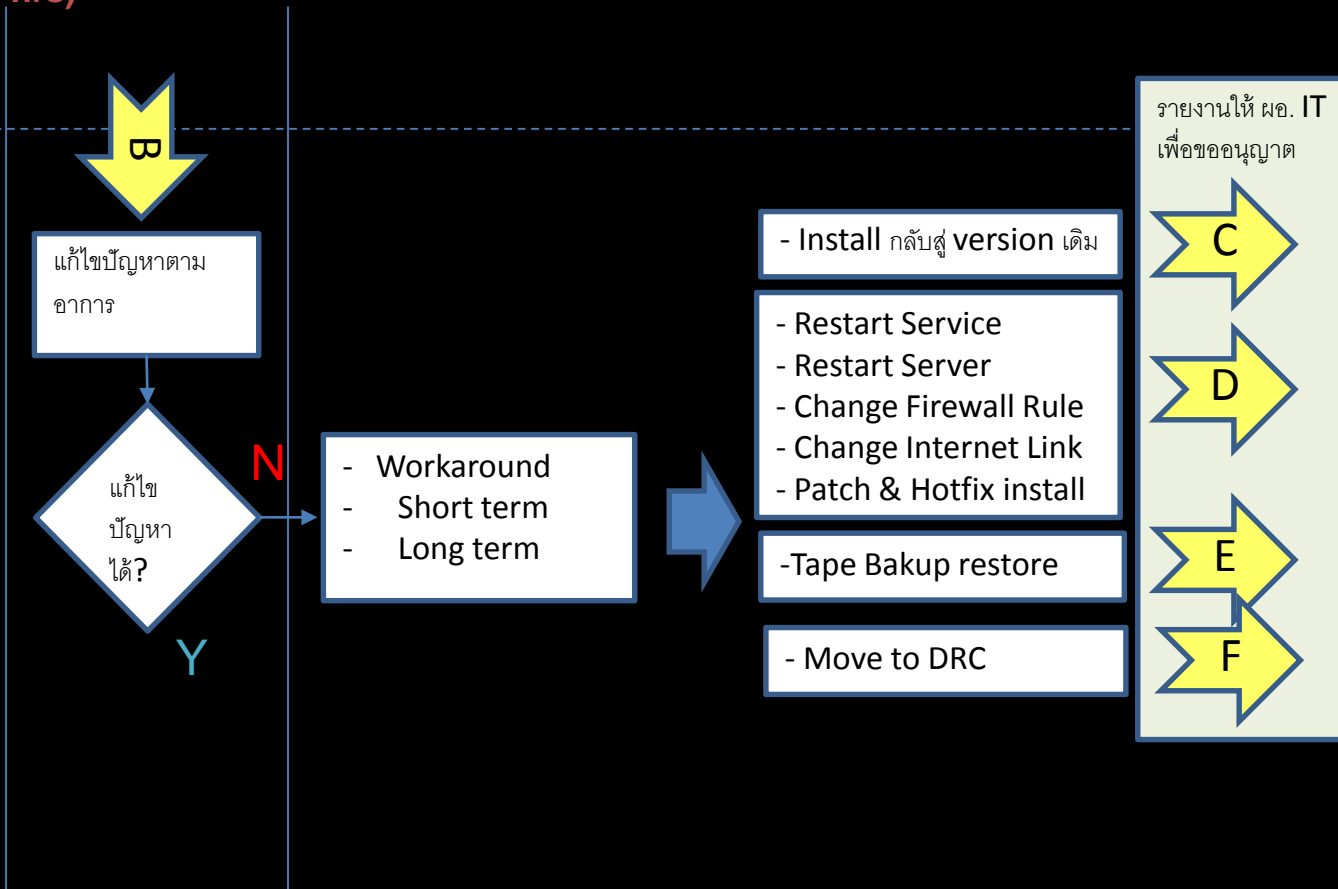 B
แก้ไขปัญหาตาม
อาการ
แก้ไข
ปัญหา
ได้?
N
Y
- Workaround
- Short term
- Long term
- Install กลับสู่ version เดิม
- Restart Service
- Restart Server
- Change Firewall Rule
- Change Internet Link
- Patch & Hotfix install
-Tape Bakup restore
- Move to DRC
รายงานให้ ผอ. IT
เพื่อขออนุญาต
C
D
E
F